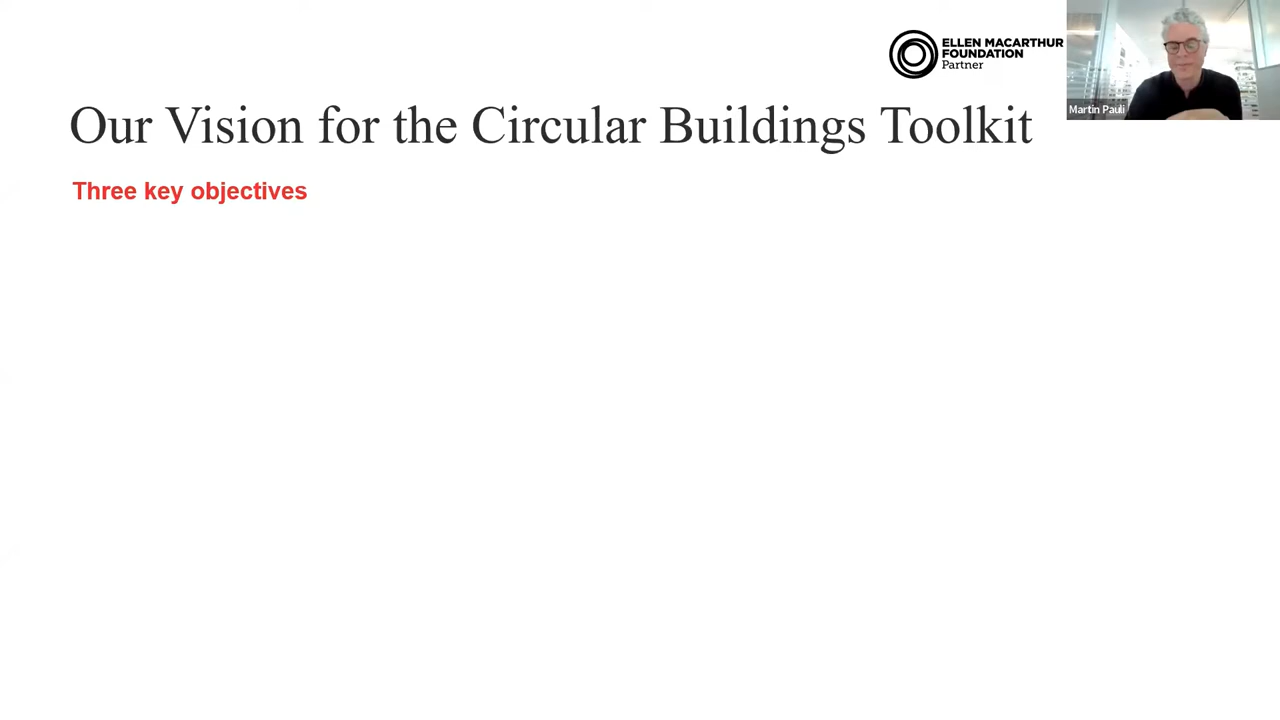 ELLEN MACARTHUR
FOUNDATION
Partner
Martin Pauli
Our Vision for the Circular Buildings Toolkit
Three key objectives